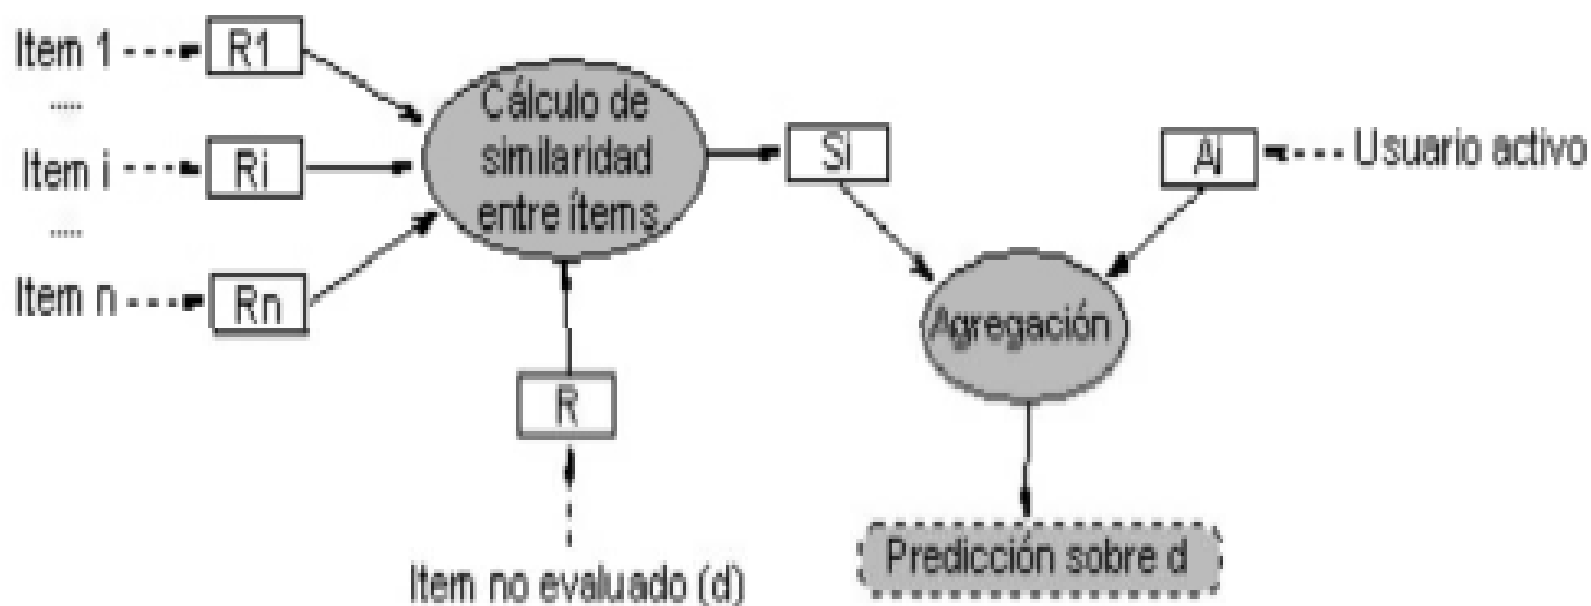 Item 1
R1
.....
Item i
Ri
.....
Item n
Rn
Cálculo de
similaridad
entre ítems
R
Item no evaluado (d)
Si
Ai
Usuario activo
Agregación
Predicción sobre d